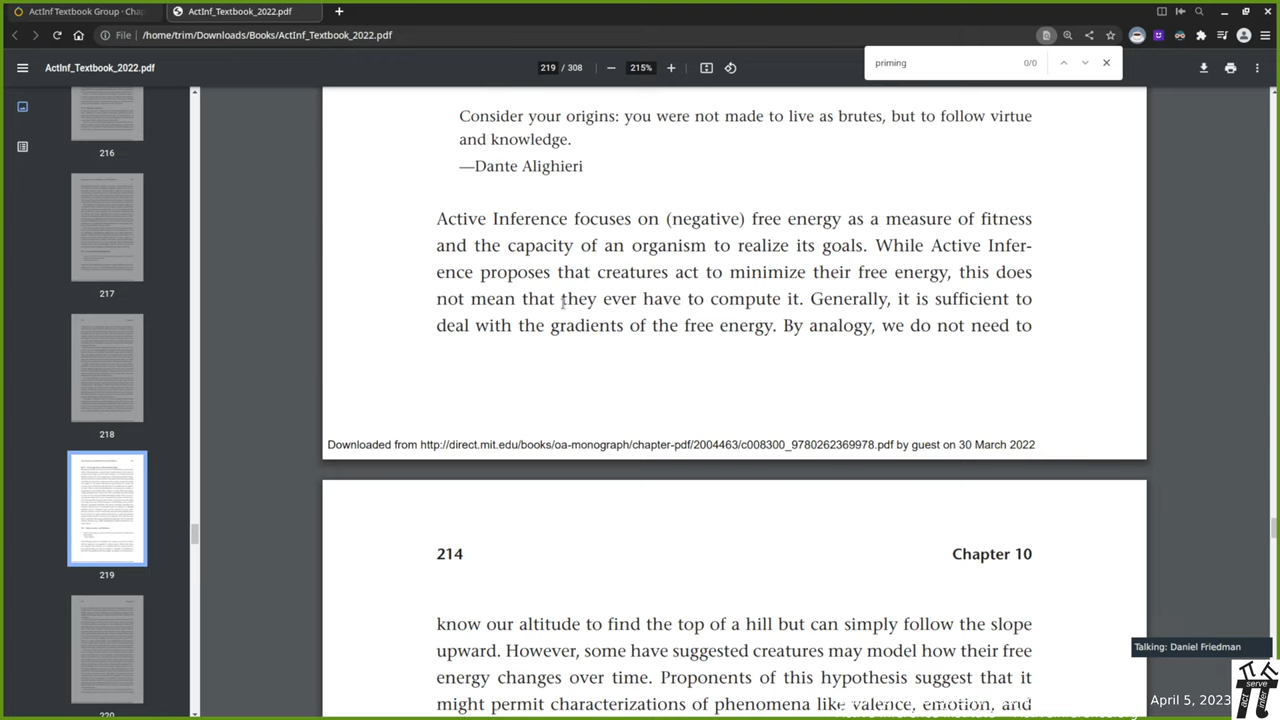 ActInf Textbook Group · Chap
ActInf_Textbook_2022.pdf
File
/home/trim/Downloads/Books/ActInf_Textbook_2022.pdf
priming
0/0
ActInf_Textbook_2022.pdf
219 / 308
215%
216
217
218
219
220
Consider your origins: you were not made to live as brutes, but to follow virtue
and knowledge.
—Dante Alighieri
Active Inference focuses on (negative) free energy as a measure of fitness
and the capacity of an organism to realize its goals. While Active Infer-
ence proposes that creatures act to minimize their free energy, this does
not mean that they ever have to compute it. Generally, it is sufficient to
deal with the gradients of the free energy. By analogy, we do not need to
Downloaded from http://direct.mit.edu/books/oa-monograph/chapter-pdf/2004463/c008300_9780262369978.pdf by guest on 30 March 2022
214
Chapter 10
know our altitude to find the top of a hill but can simply follow the slope
upward. However, some have suggested creatures may model how their free
energy changes over time. Proponents of this hypothesis suggest that it
might permit characterizations of phenomena like valence, emotion, and
Talking: Daniel Friedman
act
serve
infer
April 5, 2023